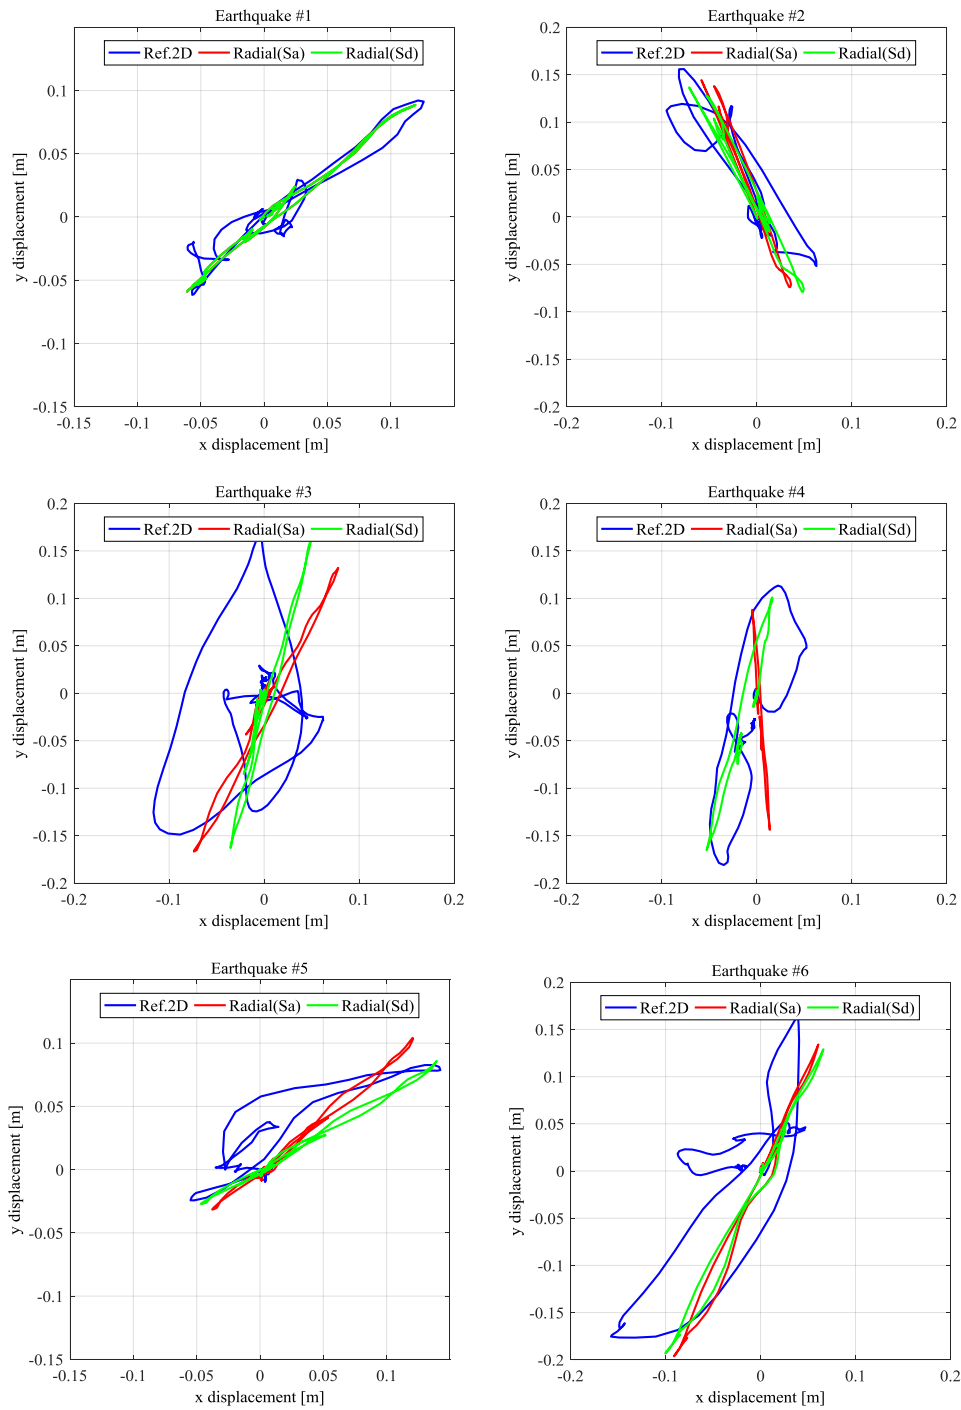 Earthquake #1
Ref.2D Radial(Sa) Radial(Sd)
0.1
0.05
0
-0.05
-0.1
-0.15
-0.15 -0.1 -0.05 0 0.05 0.1
x displacement [m]
y displacement [m]
Earthquake #2
Ref.2D Radial(Sa) Radial(Sd)
0.2
0.15
0.1
0.05
0
-0.05
-0.1
-0.15
-0.2
-0.2 -0.1 0 0.1 0.2
x displacement [m]
y displacement [m]
Earthquake #3
Ref.2D Radial(Sa) Radial(Sd)
0.2
0.15
0.1
0.05
0
-0.05
-0.1
-0.15
-0.2
-0.2 -0.1 0 0.1 0.2
x displacement [m]
y displacement [m]
Earthquake #4
Ref.2D Radial(Sa) Radial(Sd)
0.2
0.15
0.1
0.05
0
-0.05
-0.1
-0.15
-0.2
-0.2 -0.1 0 0.1 0.2
x displacement [m]
y displacement [m]
Earthquake #5
Ref.2D Radial(Sa) Radial(Sd)
0.1
0.05
0
-0.05
-0.1
-0.15
-0.15 -0.1 -0.05 0 0.05 0.1
x displacement [m]
y displacement [m]
Earthquake #6
Ref.2D Radial(Sa) Radial(Sd)
0.2
0.15
0.1
0.05
0
-0.05
-0.1
-0.15
-0.2
-0.2 -0.1 0 0.1 0.2
x displacement [m]
y displacement [m]